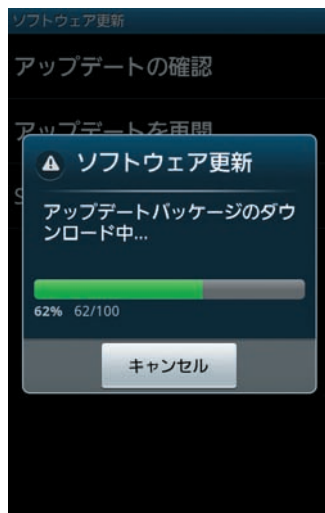 ソフトウェア更新
アップデートの確認
アップデートを再開
S
ソフトウェア更新
アップデートパッケージのダウ
ンロード中...
62% 62/100
キャンセル